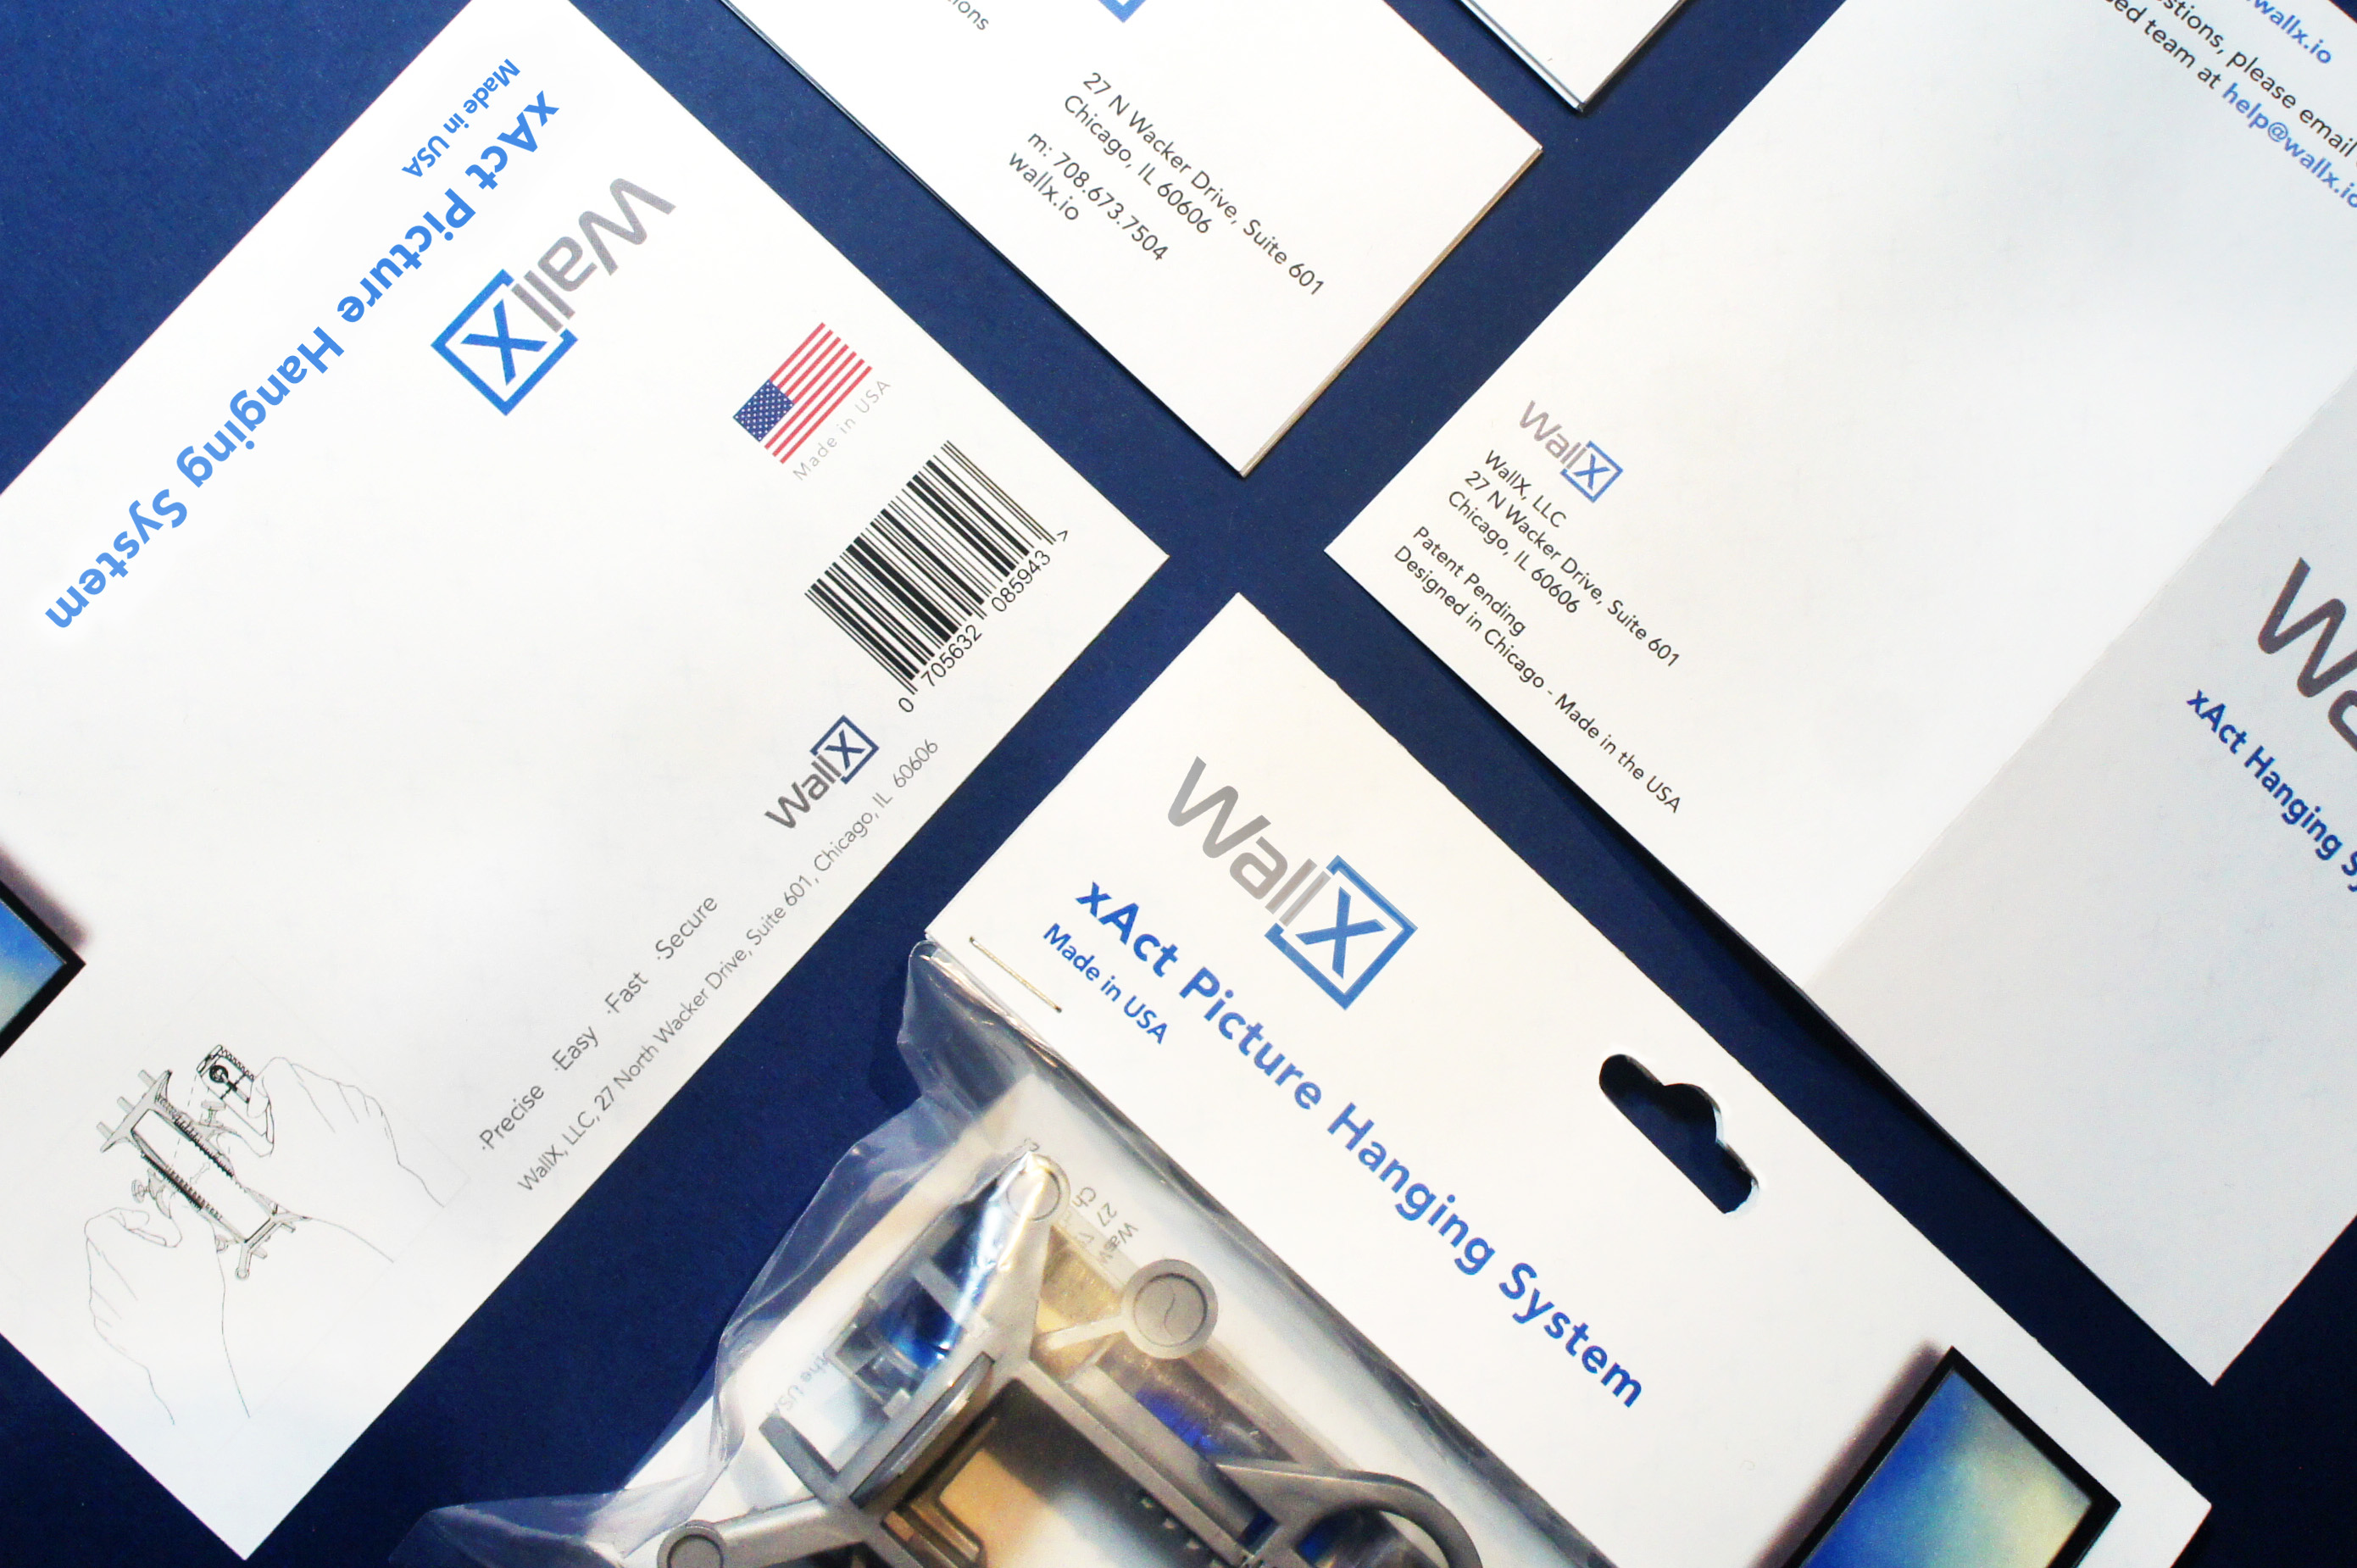 xAct Picture Hanging System
Made in USA
WallX
Made in USA
0 705632 085943 >
WallX
·Precise ·Easy ·Fast ·Secure
WallX, LLC, 27 North Wacker Drive, Suite 601, Chicago, IL 60606
27 N Wacker Drive, Suite 601
Chicago, IL 60606
m: 708.673.7504
wallx.io
wallx.io
please email
team at help@wallx.io
WallX
WallX, LLC
27 N Wacker Drive, Suite 601
Chicago, IL 60606
Patent Pending
Designed in Chicago - Made in the USA
xAct Hanging
WallX
xAct Picture Hanging System
Made in USA
27
the USA